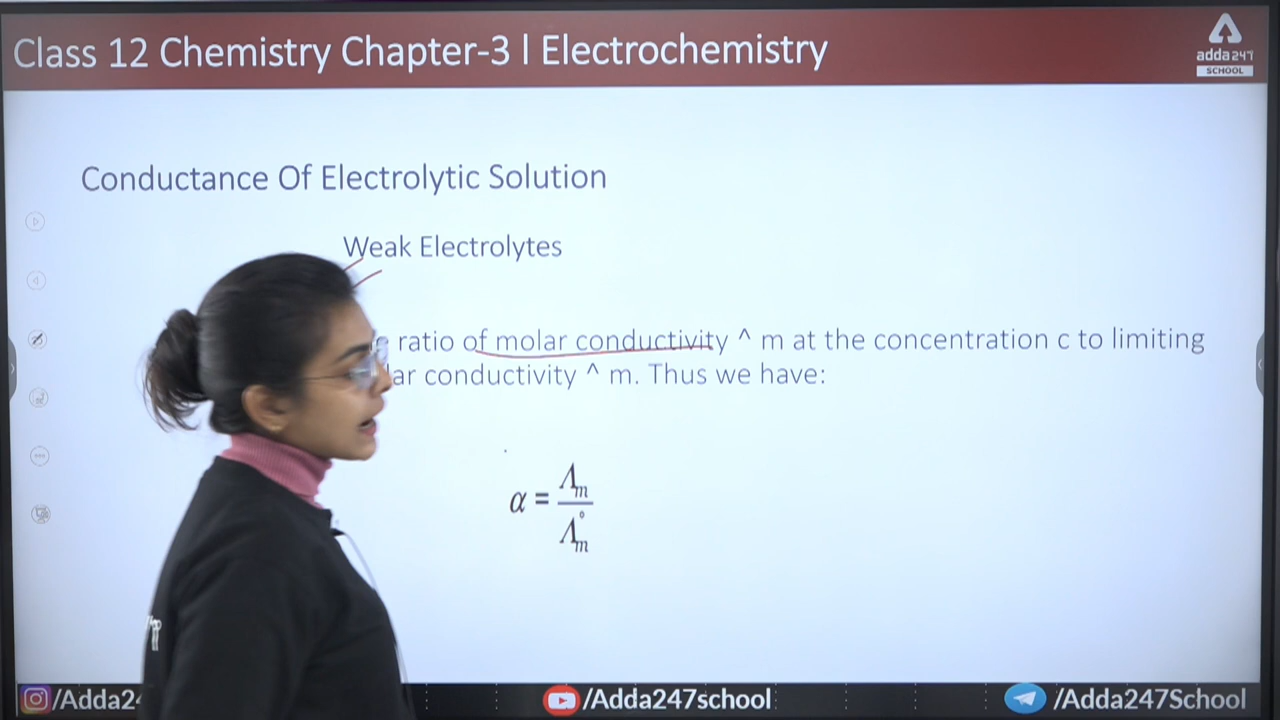 Class 12 Chemistry Chapter-3 | Electrochemistry
adda247
SCHOOL
Conductance Of Electrolytic Solution
Weak Electrolytes
ratio of molar conductivity ^ m at the concentration c to limiting
conductivity ^ m. Thus we have:
α = Λm / Λ°m
/Adda24
/Adda247school
/Adda247School